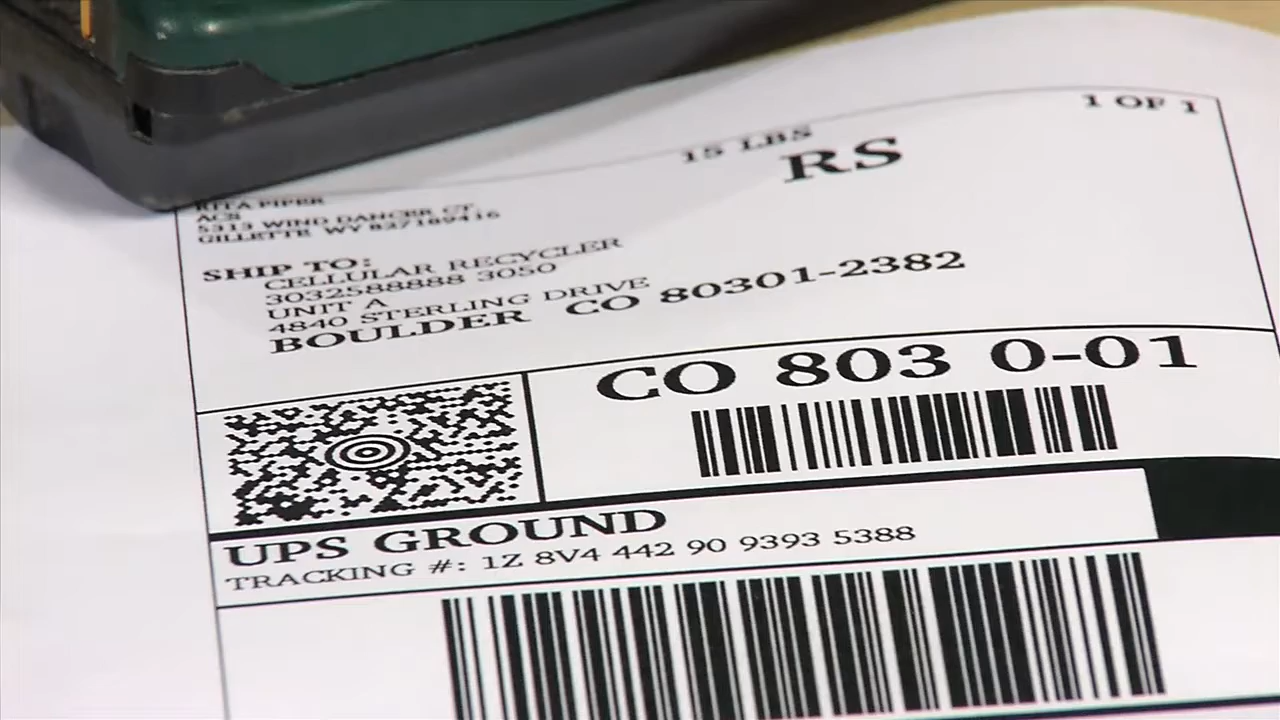 1 OF 1
15 LBS
RS
RITA PIPER
ACS
5313 WIND DANCER CT.
GILLETTE WY 827189416
SHIP TO:
CELLULAR RECYCLER
3032588888 3050
UNIT A
4840 STERLING DRIVE
BOULDER CO 80301-2382
CO 803 0-01
UPS GROUND
TRACKING #: 1Z 8V4 442 90 9393 5388